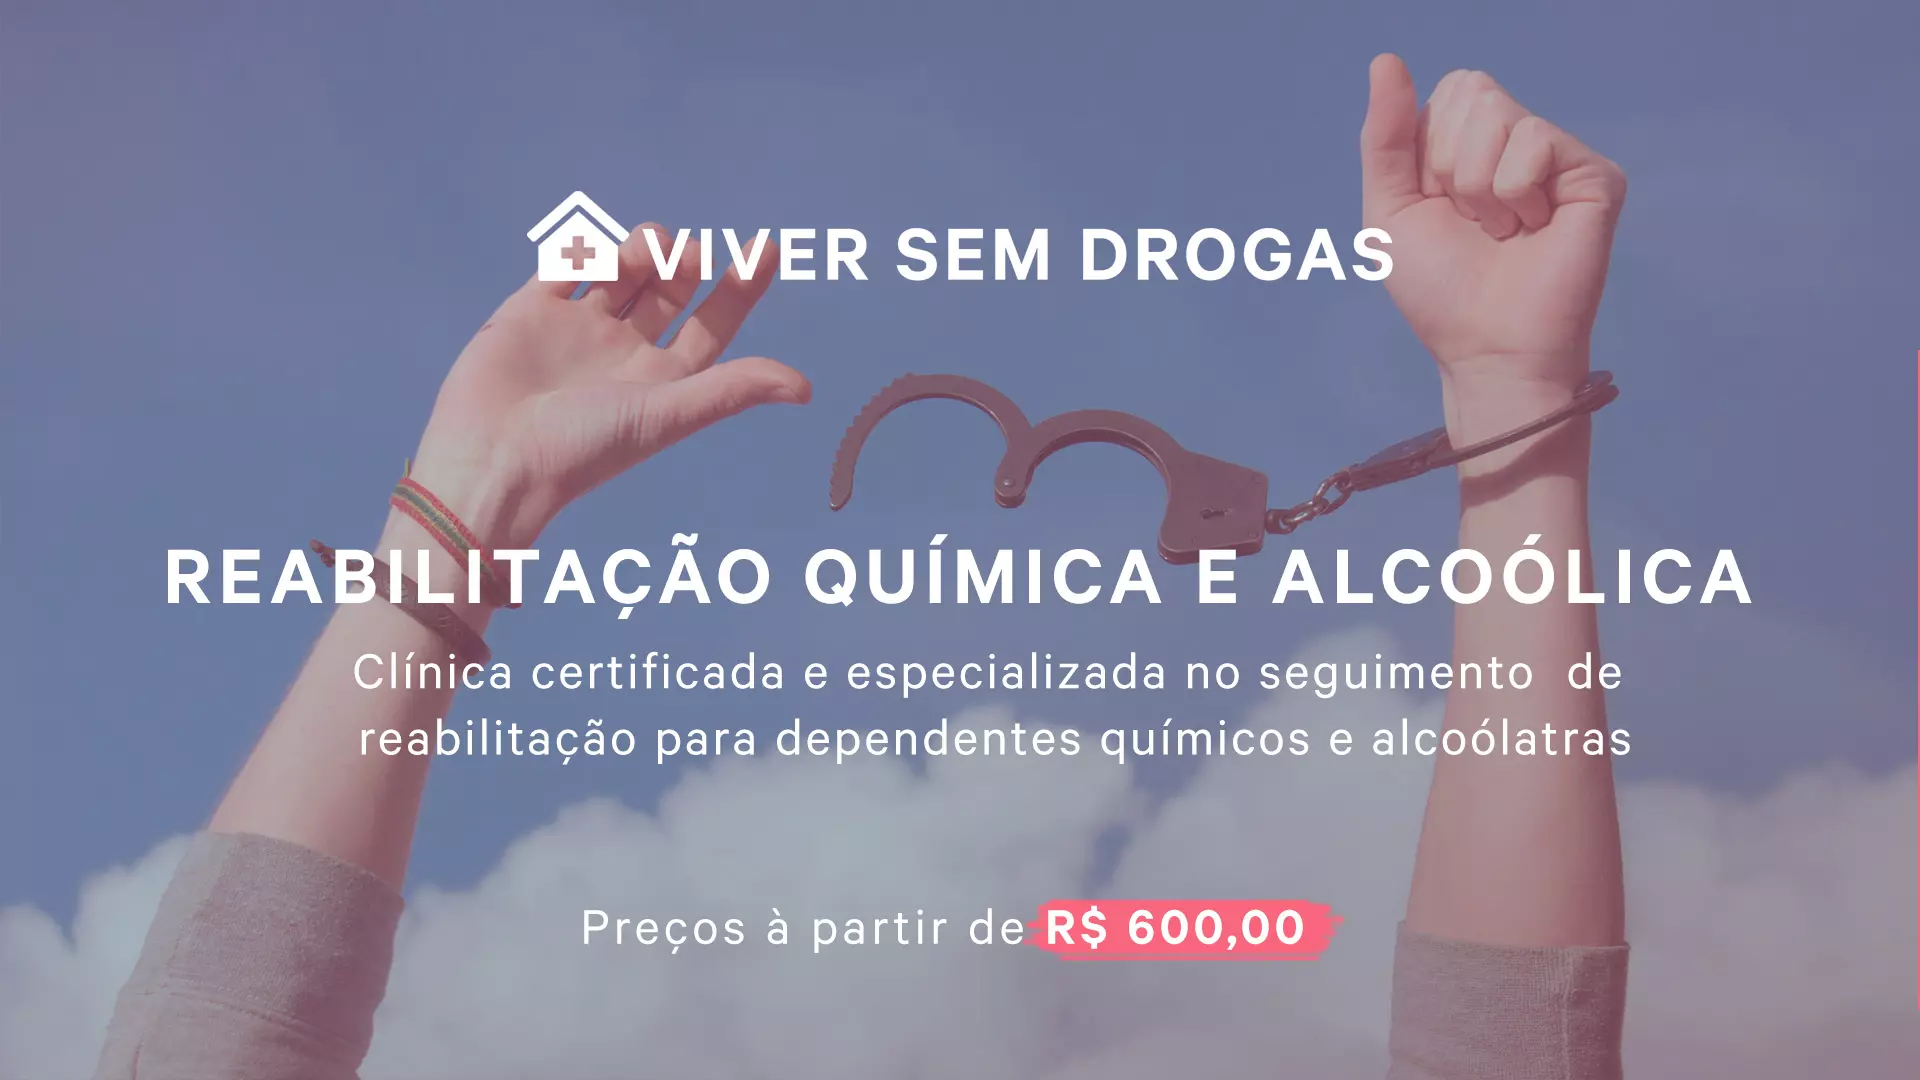 VIVER SEM DROGAS
REABILITAÇÃO QUÍMICA E ALCOÓLICA
Clínica certificada e especializada no seguimento de
reabilitação para dependentes químicos e alcoólatras
Preços à partir de R$ 600,00